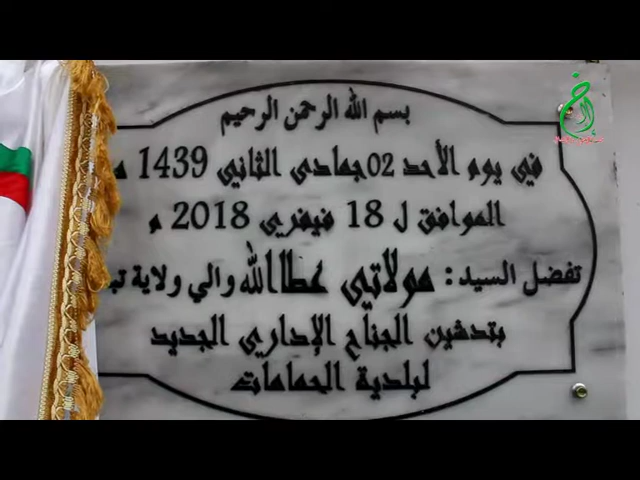 بسم الله الرحمن الرحيم
في يوم الأحد 02 جمادى الثاني 1439 م
الموافق ل 18 فيفري 2018 م
تفضل السيد : مولاتي عطاالله والي ولاية
بتدشين الجناح الإداري الجديد
لبلدية الحمامات